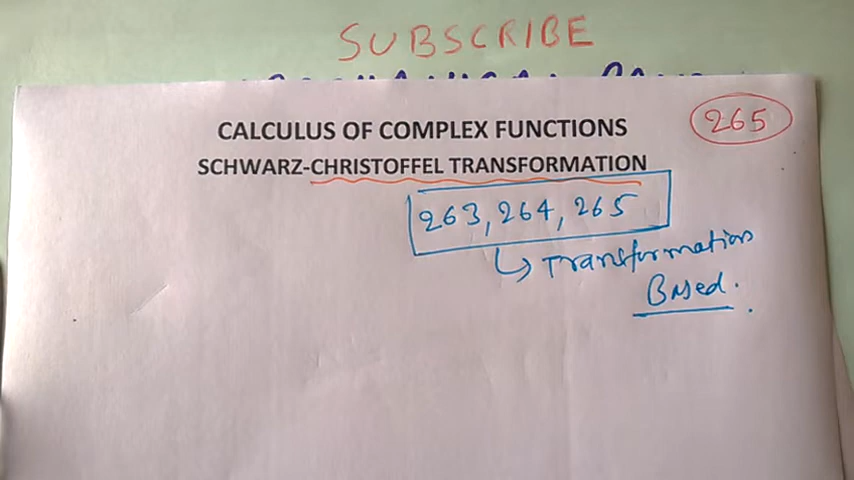 SUBSCRIBE
CALCULUS OF COMPLEX FUNCTIONS
265
SCHWARZ-CHRISTOFFEL TRANSFORMATION
263, 264, 265
↳ Transformation
Based.